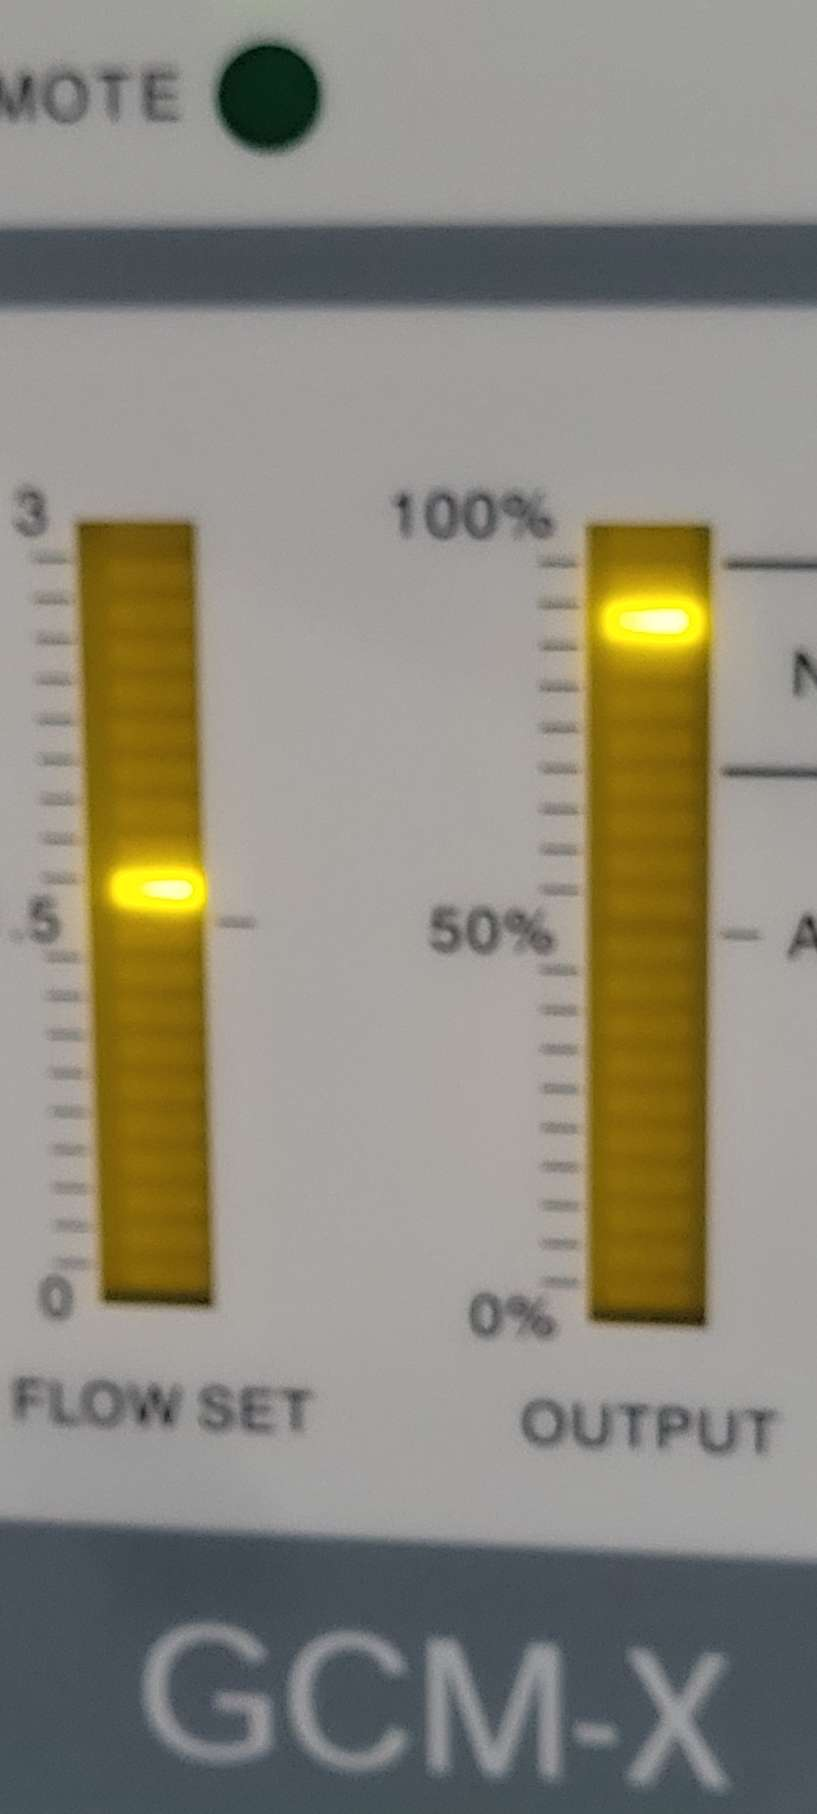 MOTE
3
100%
N
.5
50%
A
0
0%
FLOW SET
OUTPUT
GCM-X